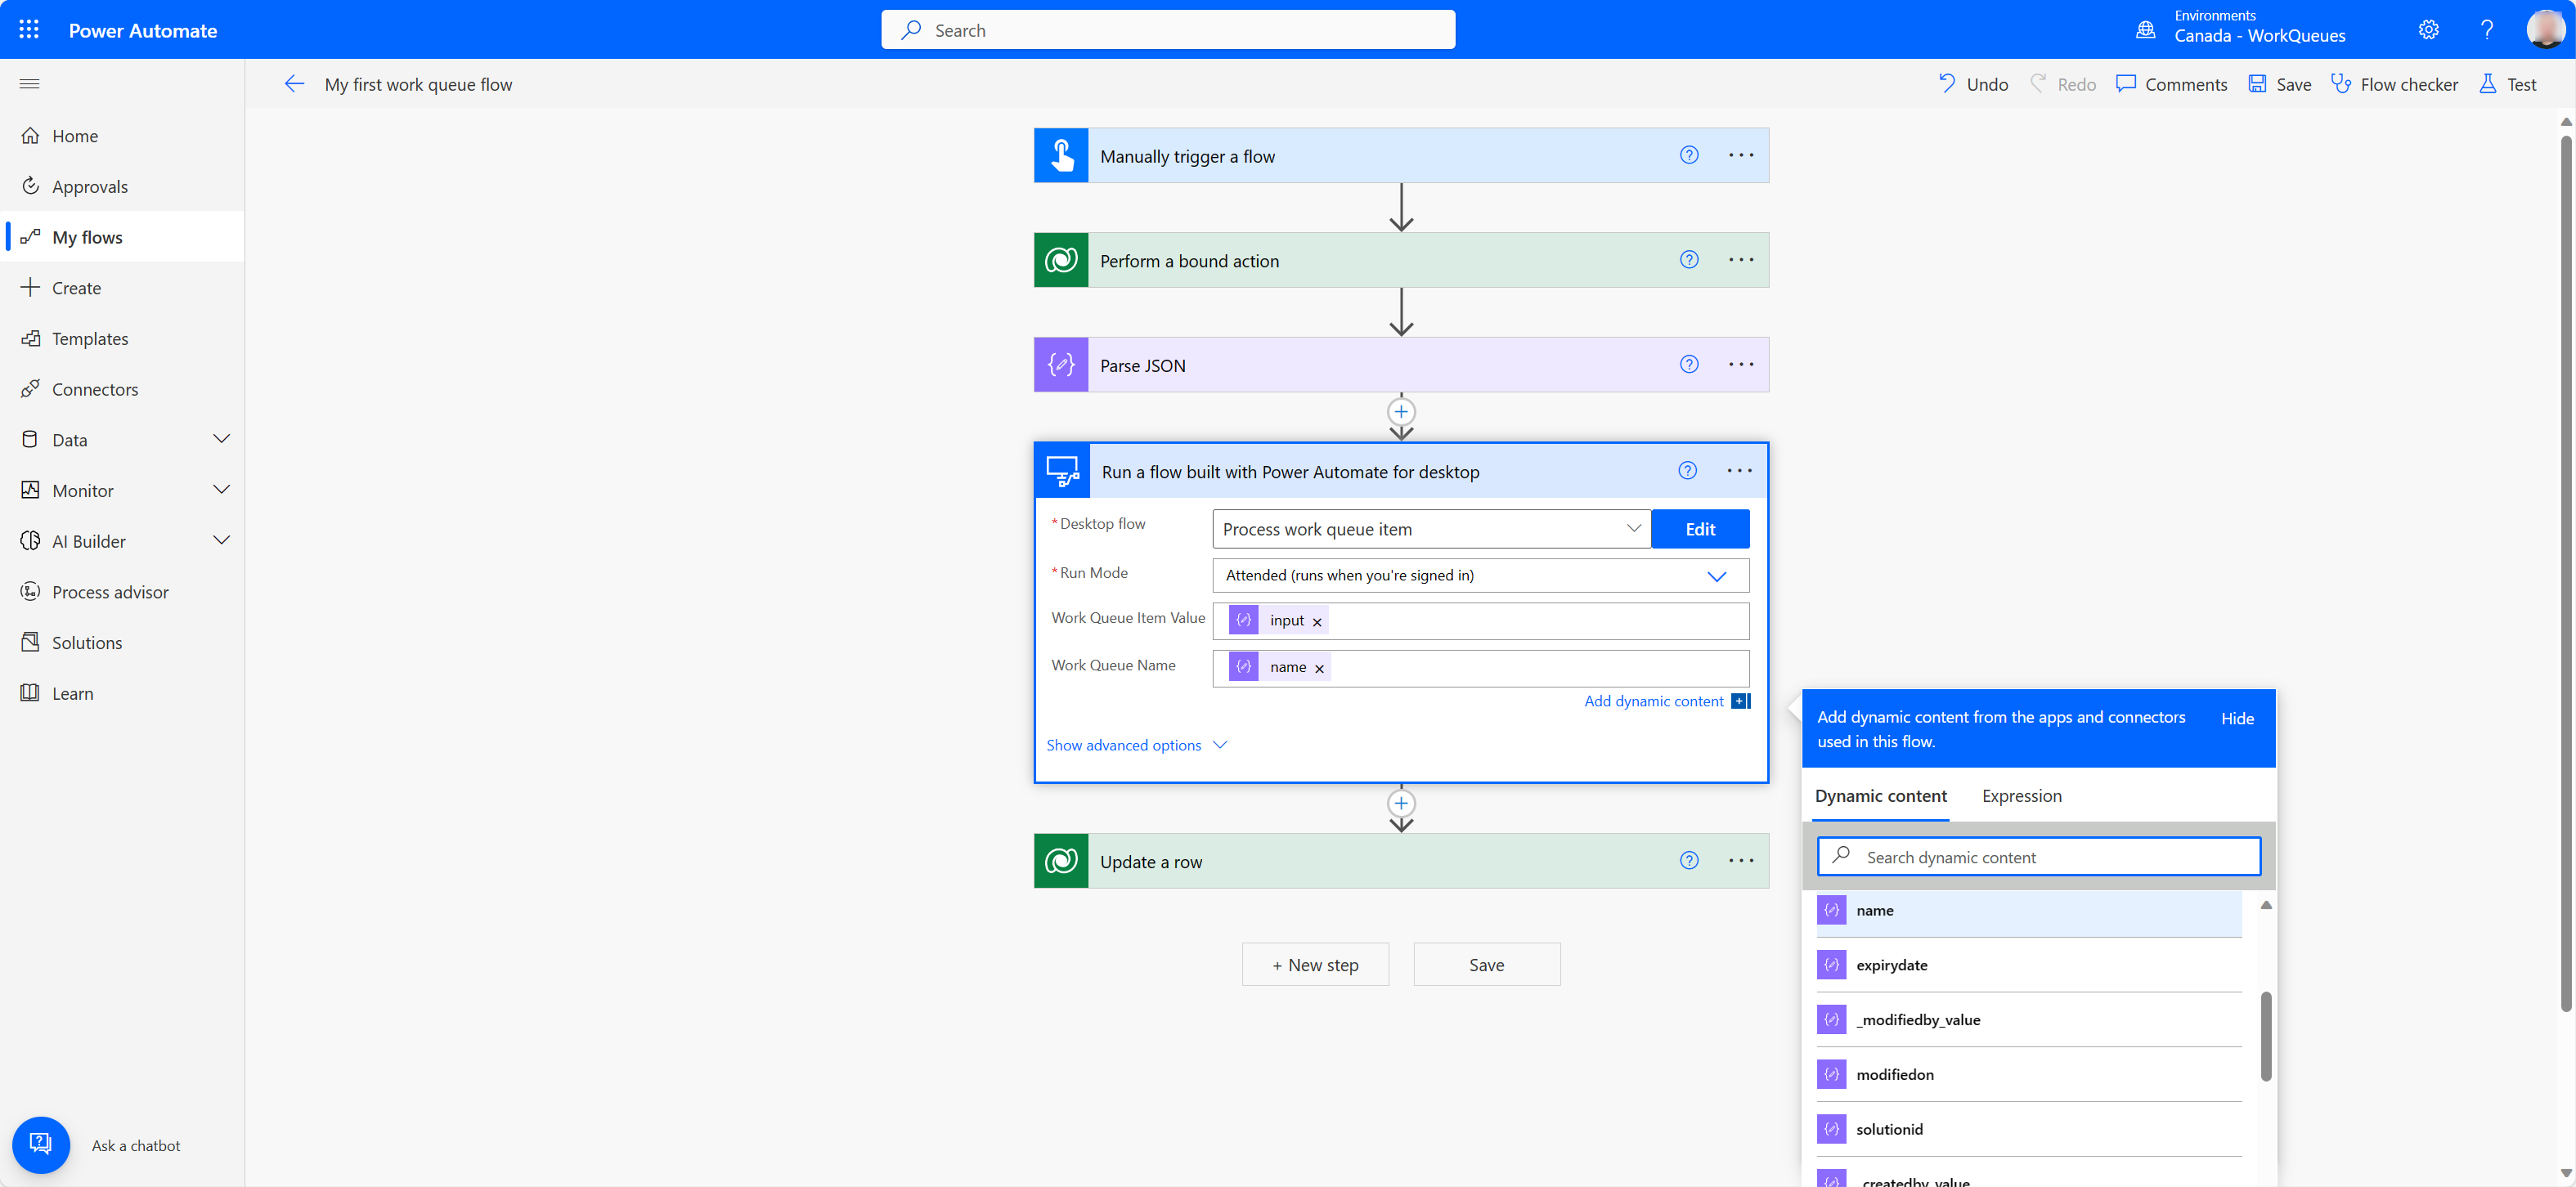 Power Automate
Search
Environments
Canada - WorkQueues
My first work queue flow
Undo
Redo
Comments
Save
Flow checker
Test
Home
Approvals
My flows
Create
Templates
Connectors
Data
Monitor
AI Builder
Process advisor
Solutions
Learn
Ask a chatbot
Manually trigger a flow
Perform a bound action
Parse JSON
Run a flow built with Power Automate for desktop
*Desktop flow
Process work queue item
Edit
*Run Mode
Attended (runs when you're signed in)
Work Queue Item Value
input
Work Queue Name
name
Add dynamic content
Show advanced options
Update a row
+ New step
Save
Add dynamic content from the apps and connectors
used in this flow.
Hide
Dynamic content
Expression
Search dynamic content
name
expirydate
_modifiedby_value
modifiedon
solutionid
_createdby_value